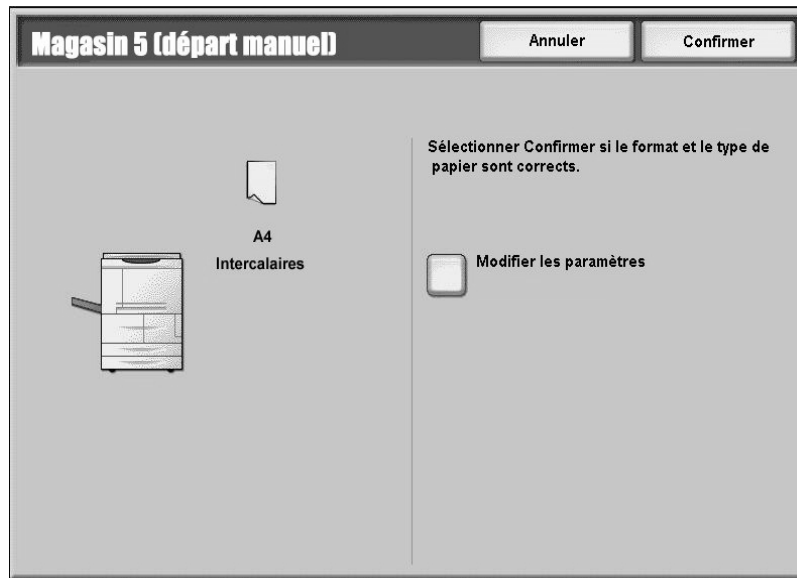 Magasin 5 (départ manuel)
Annuler
Confirmer
A4
Intercalaires
Sélectionner Confirmer si le format et le type de
papier sont corrects.
Modifier les paramètres